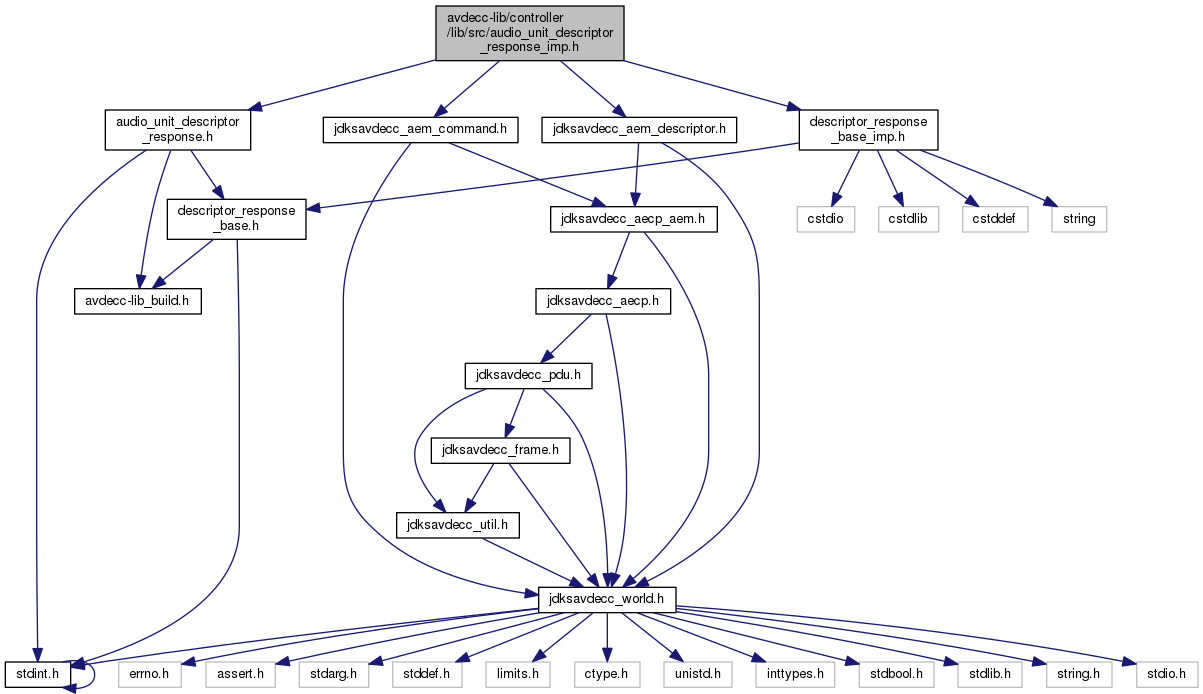 avdecc-lib/controller
/lib/src/audio_unit_descriptor
_response_imp.h
audio_unit_descriptor
_response.h
jdksavdecc_aem_command.h
jdksavdecc_aem_descriptor.h
descriptor_response
_base_imp.h
descriptor_response
_base.h
jdksavdecc_aecp_aem.h
cstdio
cstdlib
cstddef
string
avdecc-lib_build.h
jdksavdecc_aecp.h
jdksavdecc_pdu.h
jdksavdecc_frame.h
jdksavdecc_util.h
jdksavdecc_world.h
stdint.h
errno.h
assert.h
stdarg.h
stddef.h
limits.h
ctype.h
unistd.h
inttypes.h
stdbool.h
stdlib.h
string.h
stdio.h